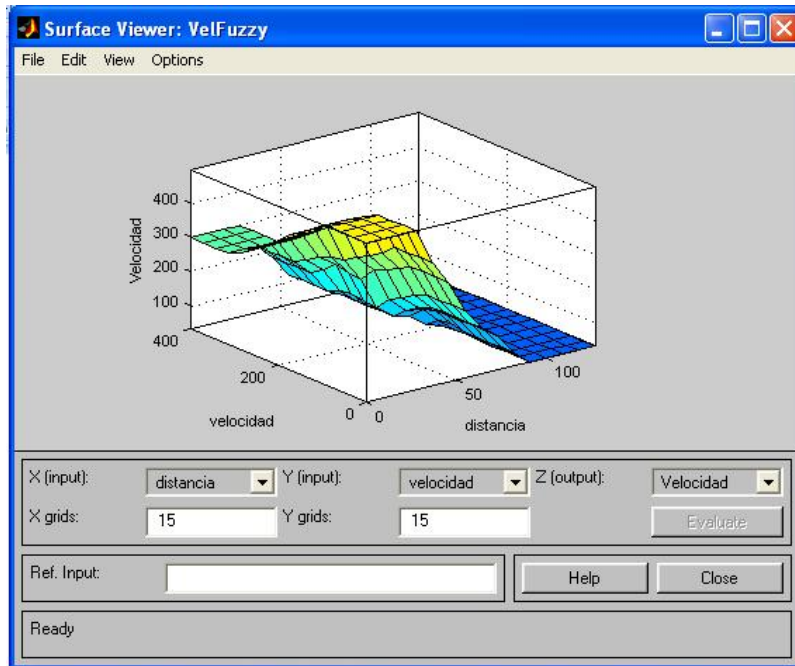 Surface Viewer: VelFuzzy
File Edit View Options
400
300
200
100
Velocidad
400
200
0
velocidad
0
50
100
distancia
X (input): distancia Y (input): velocidad Z (output): Velocidad
X grids: 15 Y grids: 15 Evaluate
Ref. Input: Help Close
Ready